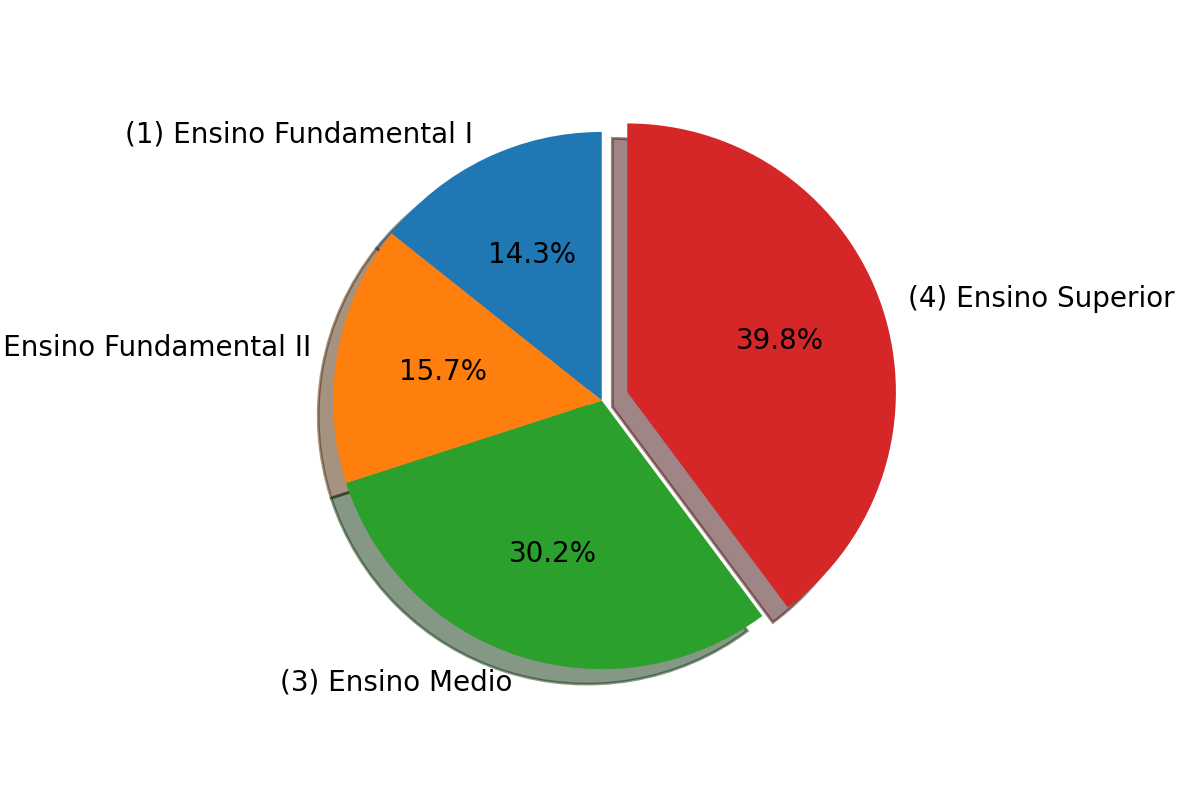 (1) Ensino Fundamental I
14.3%
(4) Ensino Superior
39.8%
Ensino Fundamental II
15.7%
30.2%
(3) Ensino Medio